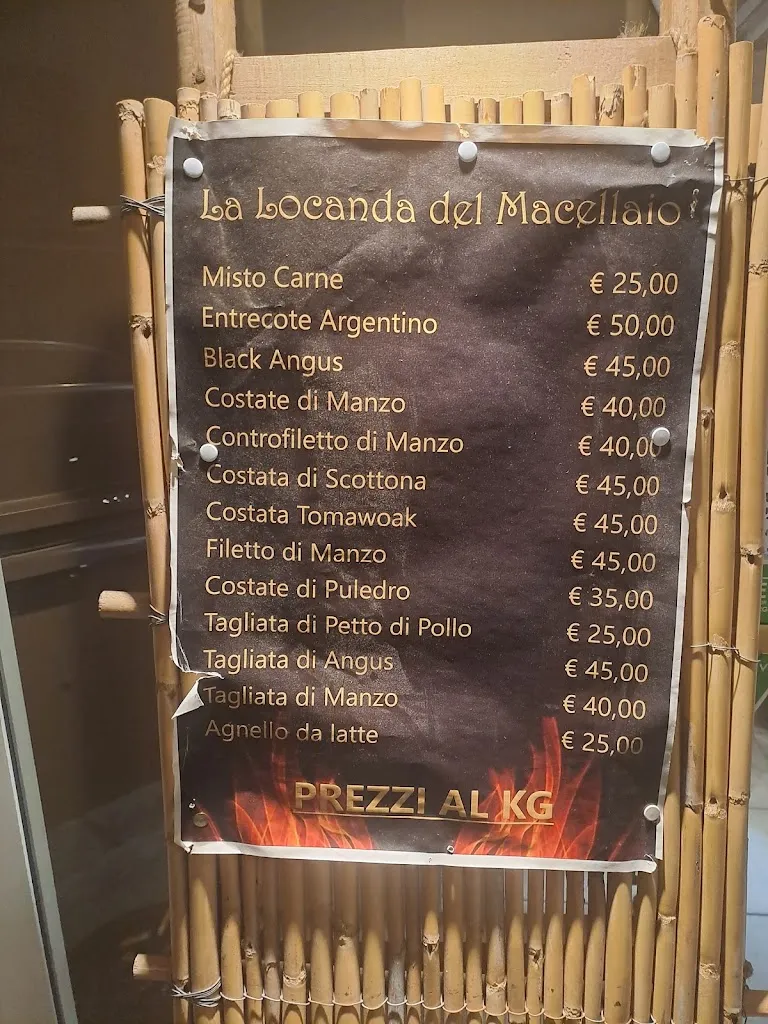 La Locanda del Macellaio
Misto Carne € 25,00
Entrecote Argentino € 50,00
Black Angus € 45,00
Costate di Manzo € 40,00
Controfiletto di Manzo € 40,00
Costata di Scottona € 45,00
Costata Tomawoak € 45,00
Filetto di Manzo € 45,00
Costate di Puledro € 35,00
Tagliata di Petto di Pollo € 25,00
Tagliata di Angus € 45,00
Tagliata di Manzo € 40,00
Agnello da latte € 25,00
PREZZI AL KG